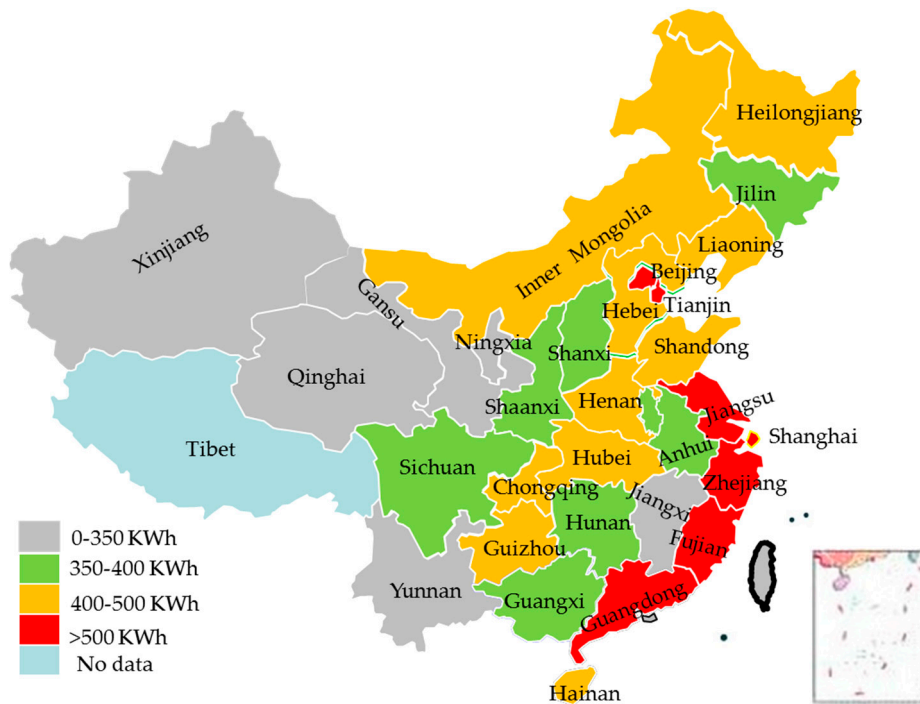 Heilongjiang
Jilin
Liaoning
Inner Mongolia
Xinjiang
Gansu
Beijing
Tianjin
Hebei
Ningxia
Shanxi
Shandong
Qinghai
Shaanxi
Henan
Jiangsu
Shanghai
Anhui
Tibet
Sichuan
Hubei
Chongqing
Zhejiang
Jiangxi
Hunan
Fujian
Guizhou
Yunnan
Guangxi
Guangdong
Hainan
0-350 KWh
350-400 KWh
400-500 KWh
>500 KWh
No data